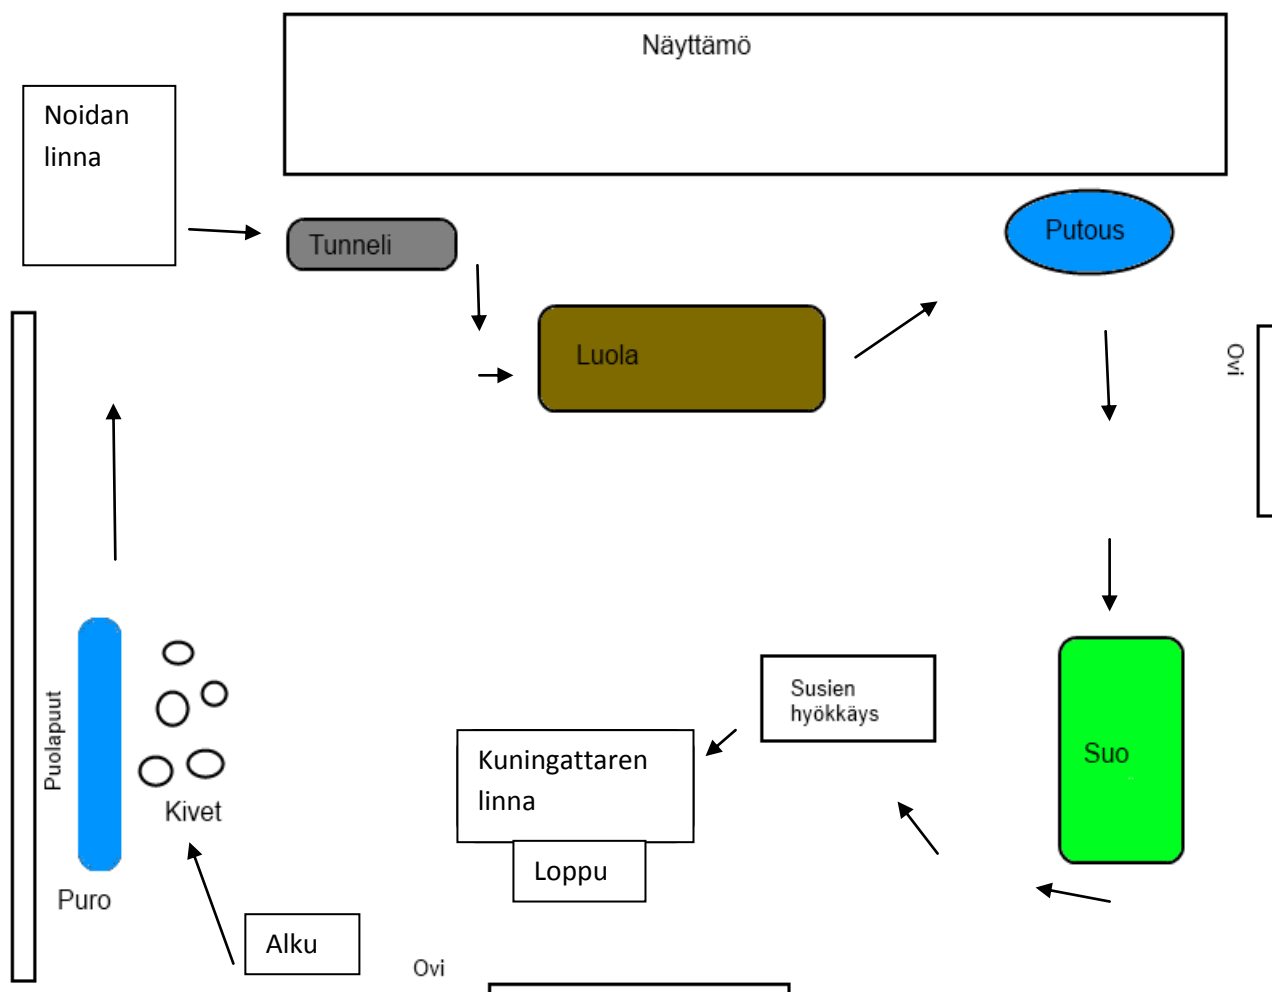 Näyttämö
Noidan
linna
Tunneli
Putous
Luola
Ovi
Susien
hyökkäys
Puolapuut
Kuningattaren
linna
Suo
Kivet
Loppu
Puro
Alku
Ovi